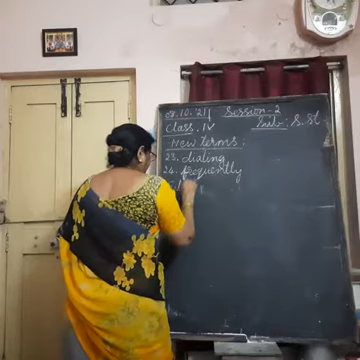 08.10.'21 Session-2
Class. IV Sub: S.St
New terms:
23. dialing
24. frequently